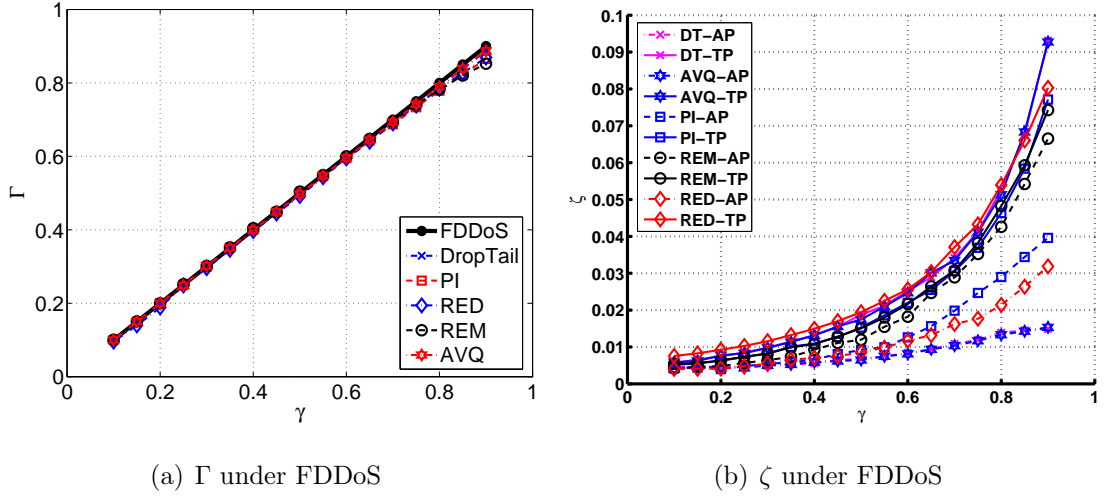 1
0.8
0.6
0.4
0.2
0
0 0.2 0.4 0.6 0.8 1
Γ
γ
FDDoS
DropTail
PI
RED
REM
AVQ
(a) Γ under FDDoS
0.1
0.09
0.08
0.07
0.06
0.05
0.04
0.03
0.02
0.01
0
0 0.2 0.4 0.6 0.8 1
ζ
γ
DT−AP
DT−TP
AVQ−AP
AVQ−TP
PI−AP
PI−TP
REM−AP
REM−TP
RED−AP
RED−TP
(b) ζ under FDDoS